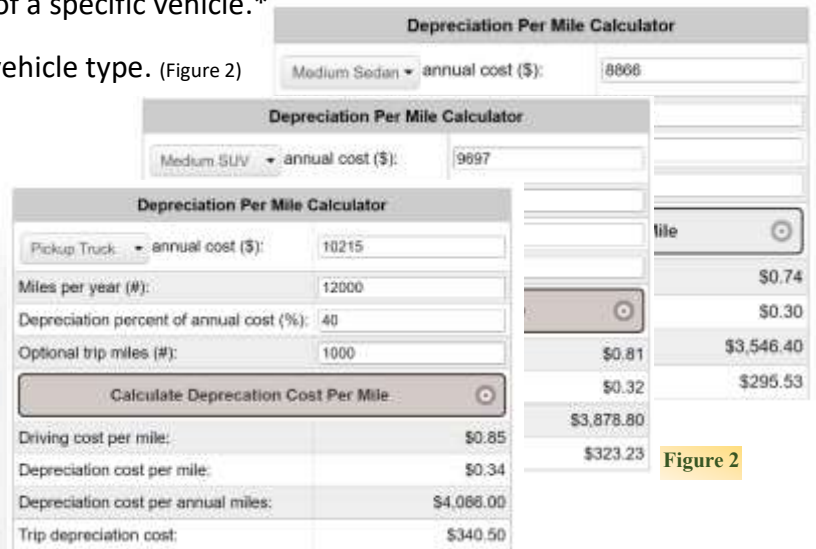 of a specific vehicle.*
vehicle type. (Figure 2)
Depreciation Per Mile Calculator
Medium Sedan annual cost ($): 8866
Mile
$0.74
$0.30
$3,546.40
$295.53
Depreciation Per Mile Calculator
Medium SUV annual cost ($): 9697
$0.81
$0.32
$3,878.80
$323.23
Depreciation Per Mile Calculator
Pickup Truck annual cost ($): 10215
Miles per year (#): 12000
Depreciation percent of annual cost (%): 40
Optional trip miles (#): 1000
Calculate Deprecation Cost Per Mile
Driving cost per mile: $0.85
Depreciation cost per mile: $0.34
Depreciation cost per annual miles: $4,086.00
Trip depreciation cost: $340.50
Figure 2